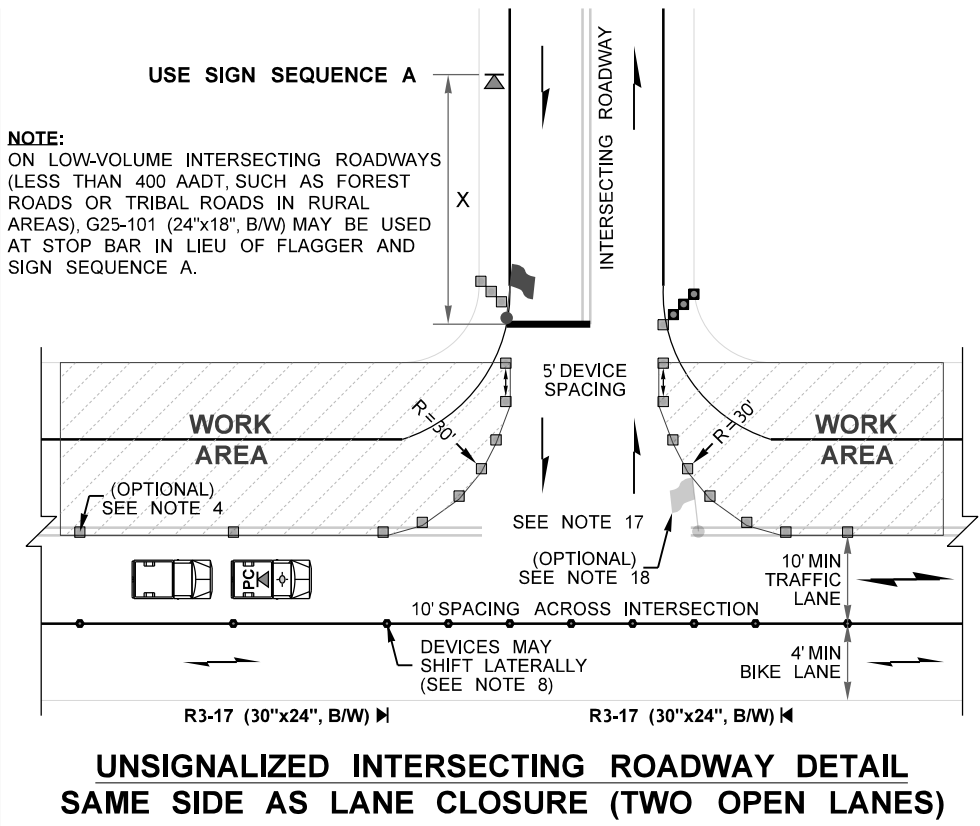 USE SIGN SEQUENCE A
NOTE:
ON LOW-VOLUME INTERSECTING ROADWAYS
(LESS THAN 400 AADT, SUCH AS FOREST
ROADS OR TRIBAL ROADS IN RURAL
AREAS), G25-101 (24"x18", B/W) MAY BE USED
AT STOP BAR IN LIEU OF FLAGGER AND
SIGN SEQUENCE A.
X
INTERSECTING ROADWAY
5' DEVICE
SPACING
R=30'
R=30'
WORK
AREA
WORK
AREA
(OPTIONAL)
SEE NOTE 4
SEE NOTE 17
(OPTIONAL)
SEE NOTE 18
10' MIN
TRAFFIC
LANE
PC
10' SPACING ACROSS INTERSECTION
DEVICES MAY
SHIFT LATERALLY
(SEE NOTE 8)
4' MIN
BIKE LANE
R3-17 (30"x24", B/W)
R3-17 (30"x24", B/W)
UNSIGNALIZED INTERSECTING ROADWAY DETAIL
SAME SIDE AS LANE CLOSURE (TWO OPEN LANES)